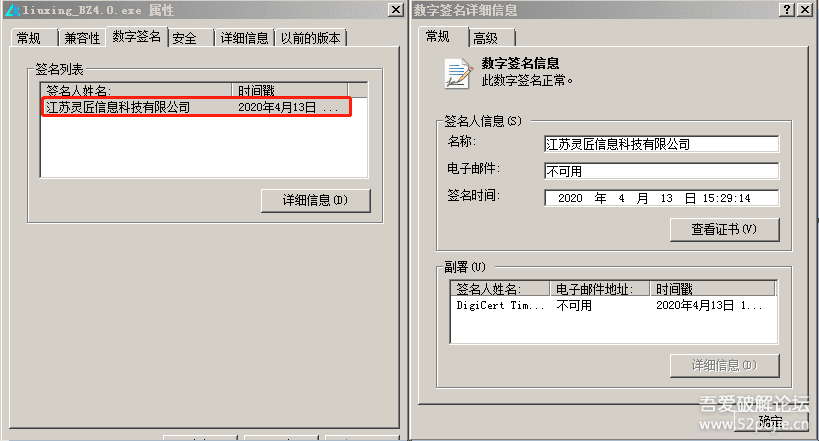 liuxing_BZ4.0.exe 属性
常规 兼容性 数字签名 安全 详细信息 以前的版本
签名列表
签名人姓名: 时间戳
江苏灵匠信息科技有限公司 2020年4月13日 ...
详细信息(D)
数字签名详细信息
常规 高级
数字签名信息
此数字签名正常。
签名人信息(S)
名称: 江苏灵匠信息科技有限公司
电子邮件: 不可用
签名时间: 2020 年 4 月 13 日 15:29:14
查看证书(V)
副署(U)
签名人姓名: 电子邮件地址: 时间戳
DigiCert Tim... 不可用 2020年4月13日 1...
详细信息(D)
确定
吾爱破解论坛
www.52pojie.cn